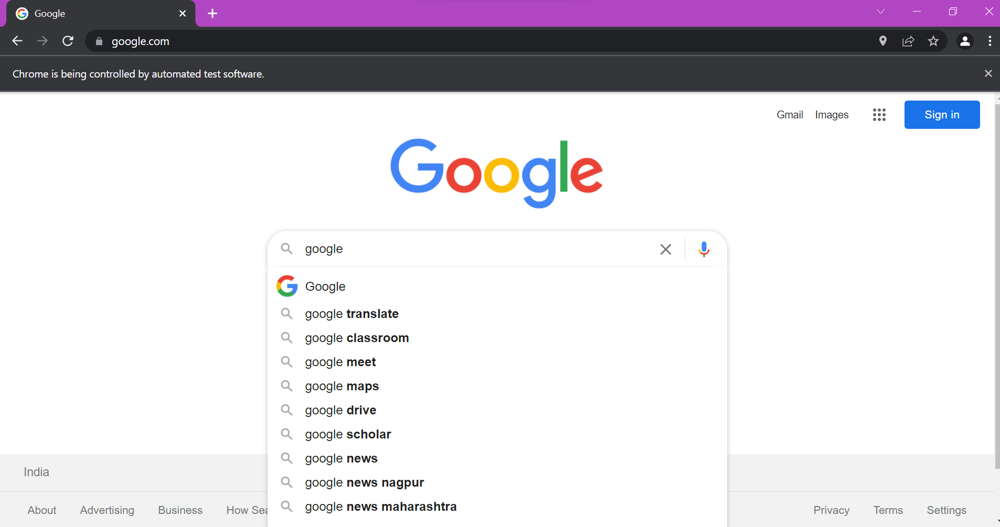 Google
google.com
Chrome is being controlled by automated test software.
Gmail Images Sign in
Google
google
Google
google translate
google classroom
google meet
google maps
google drive
google scholar
google news
google news nagpur
google news maharashtra
India
About Advertising Business How Sea Privacy Terms Settings